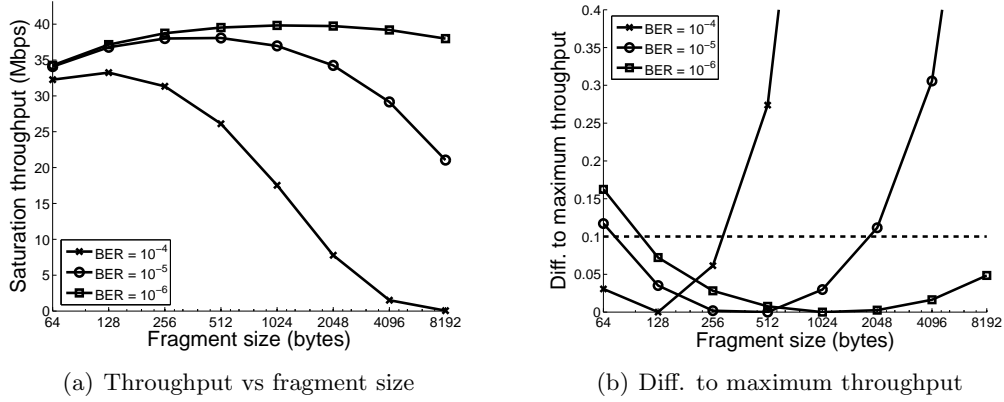 Saturation throughput (Mbps)
40
35
30
25
20
15
10
5
0
BER = 10⁻⁴
BER = 10⁻⁵
BER = 10⁻⁶
64 128 256 512 1024 2048 4096 8192
Fragment size (bytes)
(a) Throughput vs fragment size
Diff. to maximum throughput
0.4
0.35
0.3
0.25
0.2
0.15
0.1
0.05
0
BER = 10⁻⁴
BER = 10⁻⁵
BER = 10⁻⁶
64 128 256 512 1024 2048 4096 8192
Fragment size (bytes)
(b) Diff. to maximum throughput